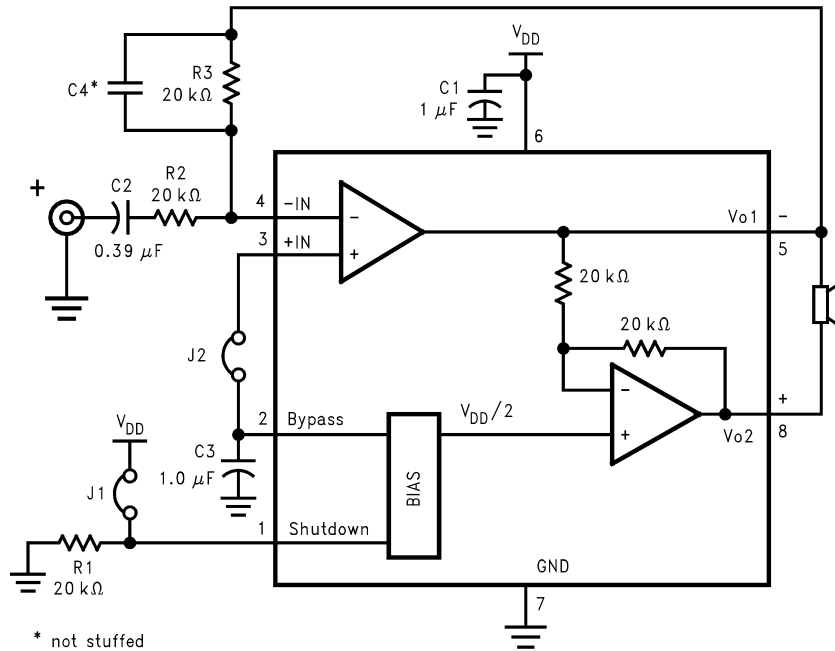 V_DD
C4*
R3
20 kΩ
C1
1 μF
6
+
C2
R2
20 kΩ
0.39 μF
4
-IN
3
+IN
-
+
Vo1
-
5
20 kΩ
20 kΩ
J2
2
Bypass
V_DD/2
-
+
+
Vo2
8
V_DD
C3
1.0 μF
BIAS
J1
1
Shutdown
R1
20 kΩ
GND
7
* not stuffed